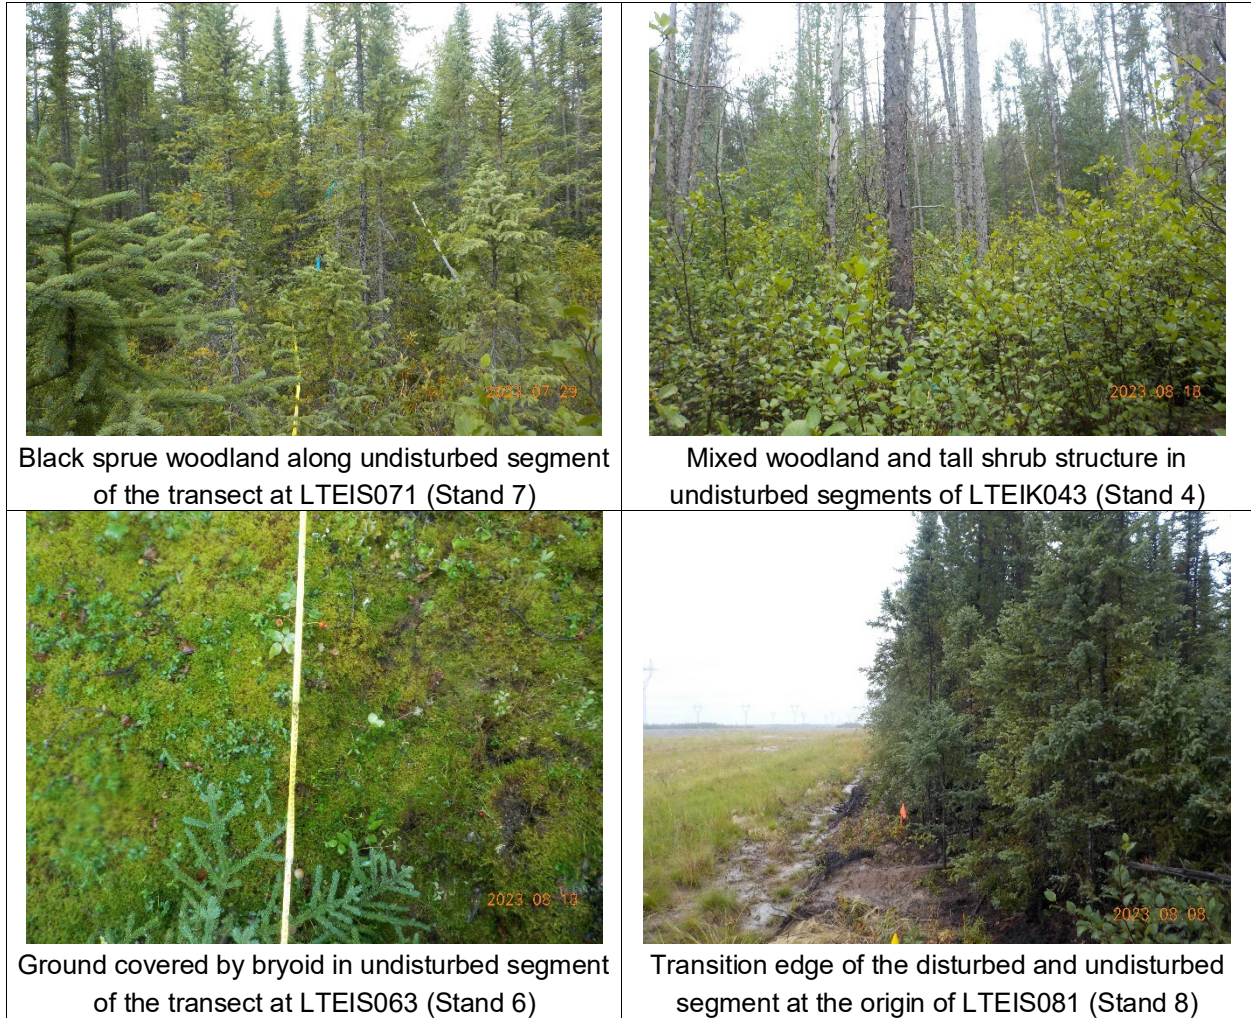 2023 07 29
2023 08 18
Black sprue woodland along undisturbed segment
of the transect at LTEIS071 (Stand 7)
Mixed woodland and tall shrub structure in
undisturbed segments of LTEIK043 (Stand 4)
2023 08 18
2023 08 08
Ground covered by bryoid in undisturbed segment
of the transect at LTEIS063 (Stand 6)
Transition edge of the disturbed and undisturbed
segment at the origin of LTEIS081 (Stand 8)